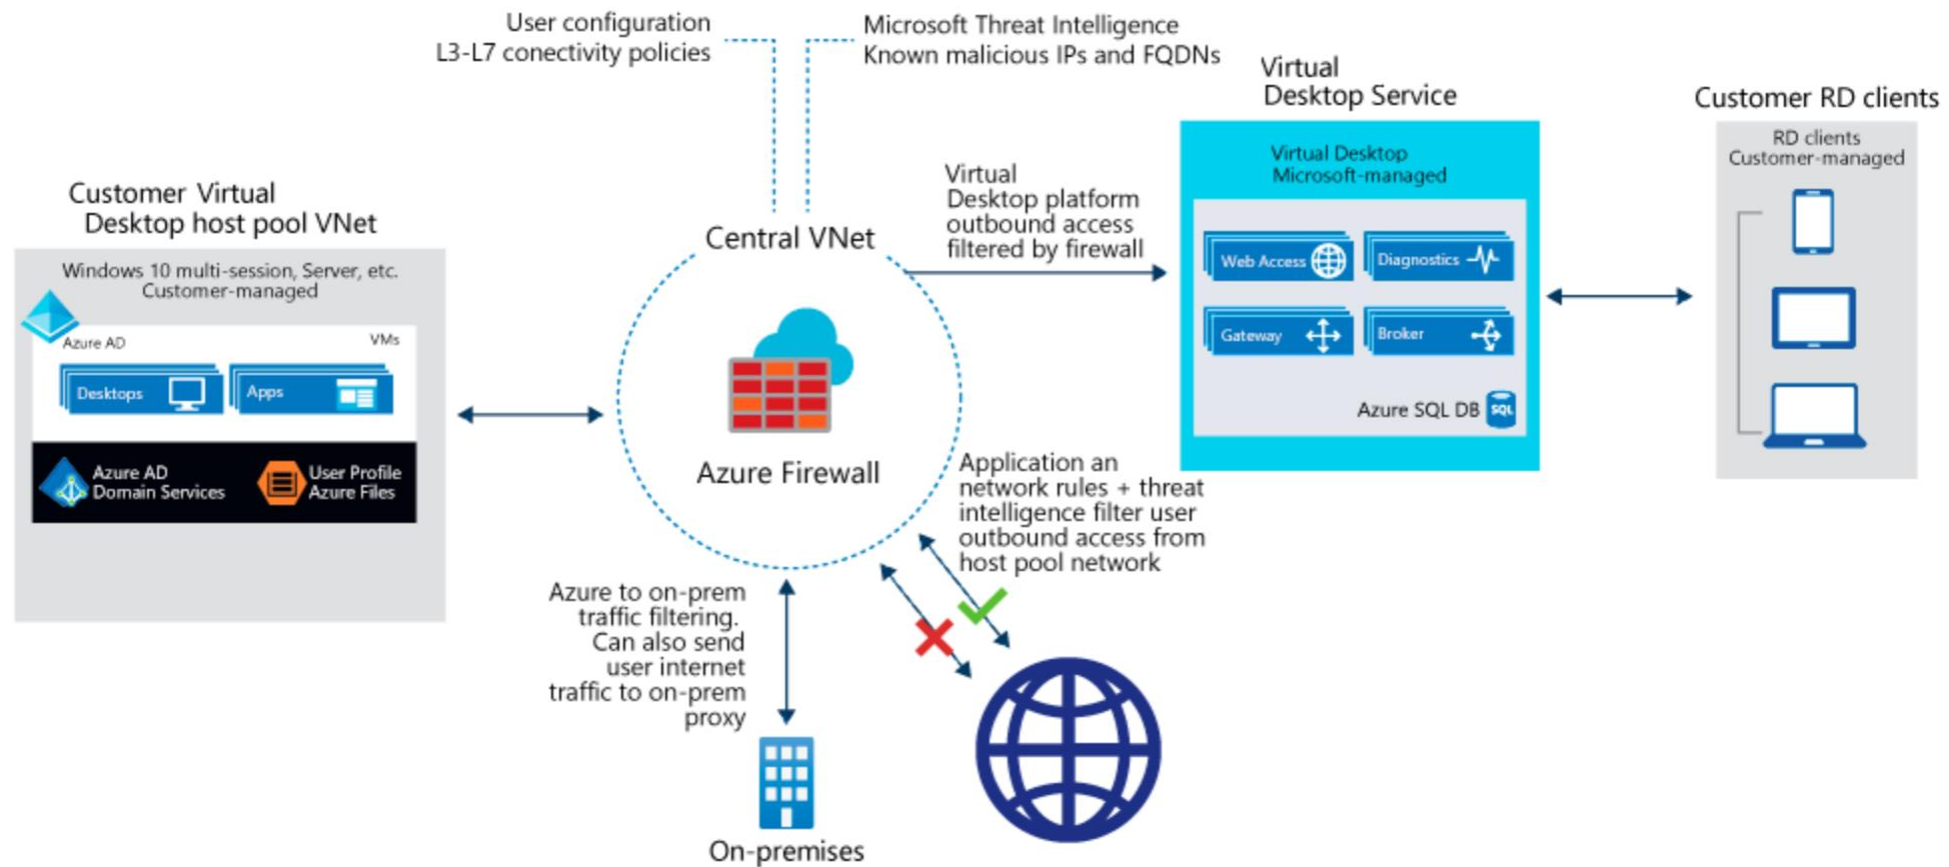 User configuration
L3-L7 conectivity policies
Microsoft Threat Intelligence
Known malicious IPs and FQDNs
Customer Virtual
Desktop host pool VNet
Windows 10 multi-session, Server, etc.
Customer-managed
Azure AD
VMs
Desktops
Apps
Azure AD
Domain Services
User Profile
Azure Files
Central VNet
Azure Firewall
Virtual
Desktop platform
outbound access
filtered by firewall
Virtual
Desktop Service
Virtual Desktop
Microsoft-managed
Web Access
Diagnostics
Gateway
Broker
Azure SQL DB
SQL
Customer RD clients
RD clients
Customer-managed
Application an
network rules + threat
intelligence filter user
outbound access from
host pool network
Azure to on-prem
traffic filtering.
Can also send
user internet
traffic to on-prem
proxy
On-premises